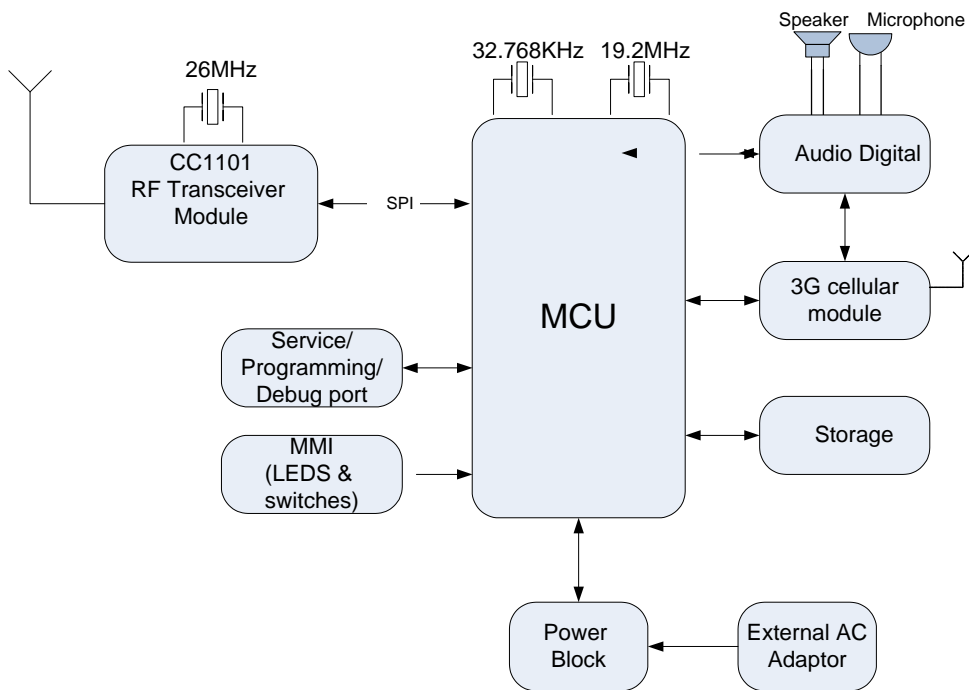 Speaker
Microphone
32.768KHz
19.2MHz
26MHz
CC1101
RF Transceiver
Module
Audio Digital
SPI
MCU
3G cellular
module
Service/
Programming/
Debug port
MMI
(LEDS &
switches)
Storage
Power
Block
External AC
Adaptor